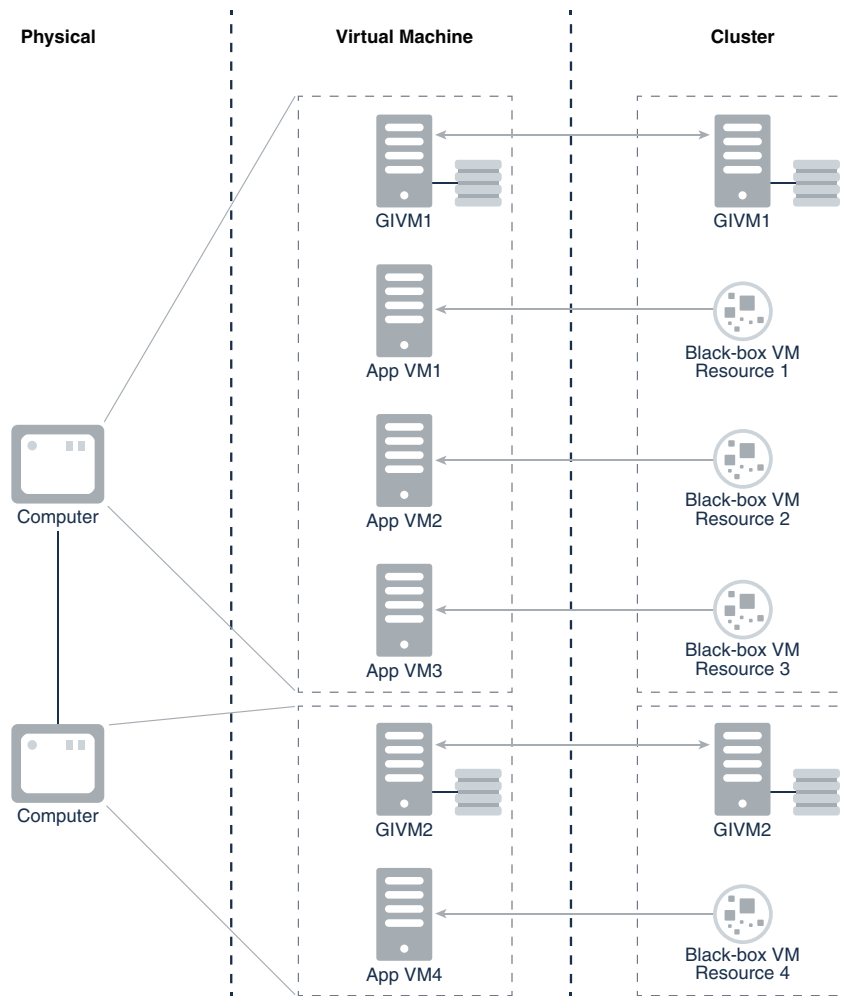 Physical
Virtual Machine
Cluster
GIVM1
GIVM1
App VM1
Black-box VM
Resource 1
Computer
App VM2
Black-box VM
Resource 2
App VM3
Black-box VM
Resource 3
Computer
GIVM2
GIVM2
App VM4
Black-box VM
Resource 4